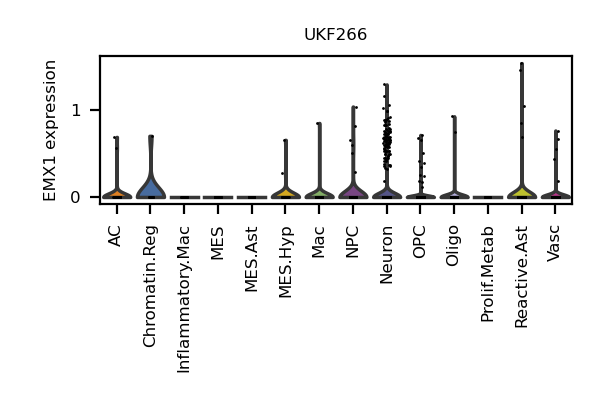 UKF266
EMX1 expression
1
0
AC
Chromatin.Reg
Inflammatory.Mac
MES
MES.Ast
MES.Hyp
Mac
NPC
Neuron
OPC
Oligo
Prolif.Metab
Reactive.Ast
Vasc